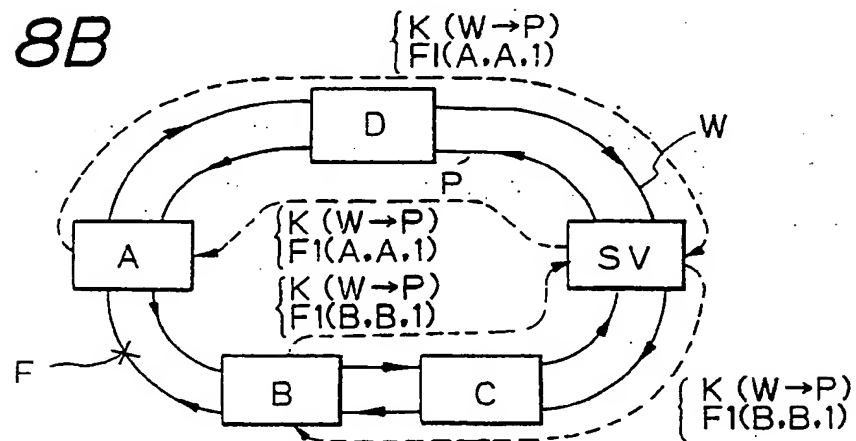 8B
{ K (W→P)
F1(A.A.1)
D
W
P
A
{ K (W→P)
F1(A.A.1)
SV
{ K (W→P)
F1(B.B.1)
F
B
C
{ K (W→P)
F1(B.B.1)